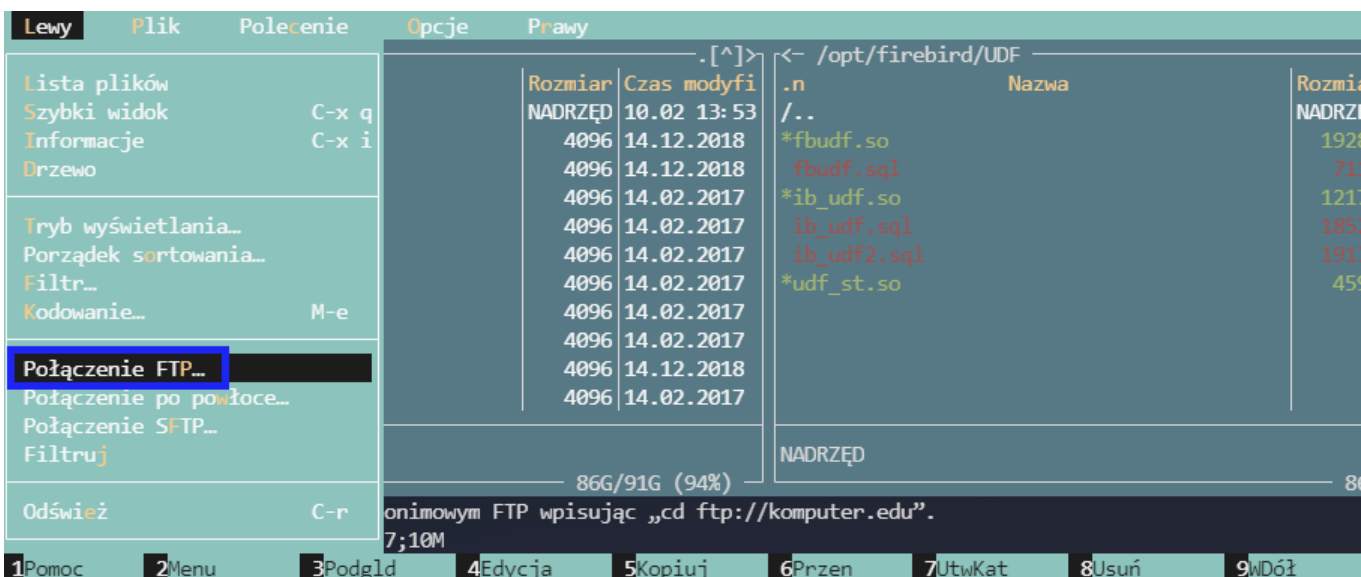 Lewy Plik Polecenie Opcje Prawy
.[^]>
<- /opt/firebird/UDF
Lista plików
Szybki widok C-x q
Informacje C-x i
Drzewo
Tryb wyświetlania…
Porządek sortowania…
Filtr…
Kodowanie… M-e
Połączenie FTP…
Połączenie po powłoce…
Połączenie SFTP…
Filtruj
Odśwież C-r
Rozmiar Czas modyfi
NADRZĘD 10.02 13:53
4096 14.12.2018
4096 14.12.2018
4096 14.02.2017
4096 14.02.2017
4096 14.02.2017
4096 14.02.2017
4096 14.02.2017
4096 14.02.2017
4096 14.12.2018
4096 14.02.2017
86G/91G (94%)
.n Nazwa
/..
*fbudf.so
fbudf.sql
*ib_udf.so
ib_udf.sql
ib_udf2.sql
*udf_st.so
NADRZĘD
onimowym FTP wpisując „cd ftp://komputer.edu”.
7;10M
1Pomoc 2Menu 3Podgld 4Edycja 5Kopiuj 6Przen 7UtwKat 8Usuń 9WDół